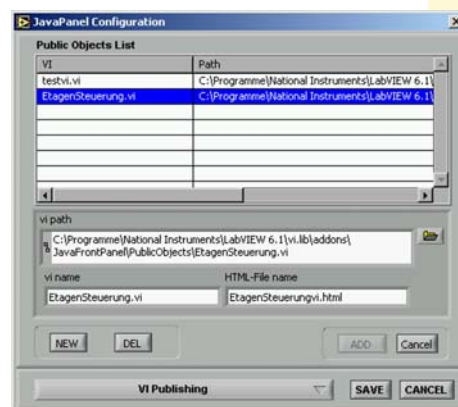 JavaPanel Configuration
Public Objects List
VI Path
testvi.vi C:\Programme\National Instruments\LabVIEW 6.1\
EtagenSteuerung.vi C:\Programme\National Instruments\LabVIEW 6.1\
vi path
C:\Programme\National Instruments\LabVIEW 6.1\vi.lib\addons\
JavaFrontPanel\PublicObjects\EtagenSteuerung.vi
vi name HTML-File name
EtagenSteuerung.vi EtagenSteuerungvi.html
NEW DEL ADD Cancel
VI Publishing SAVE CANCEL